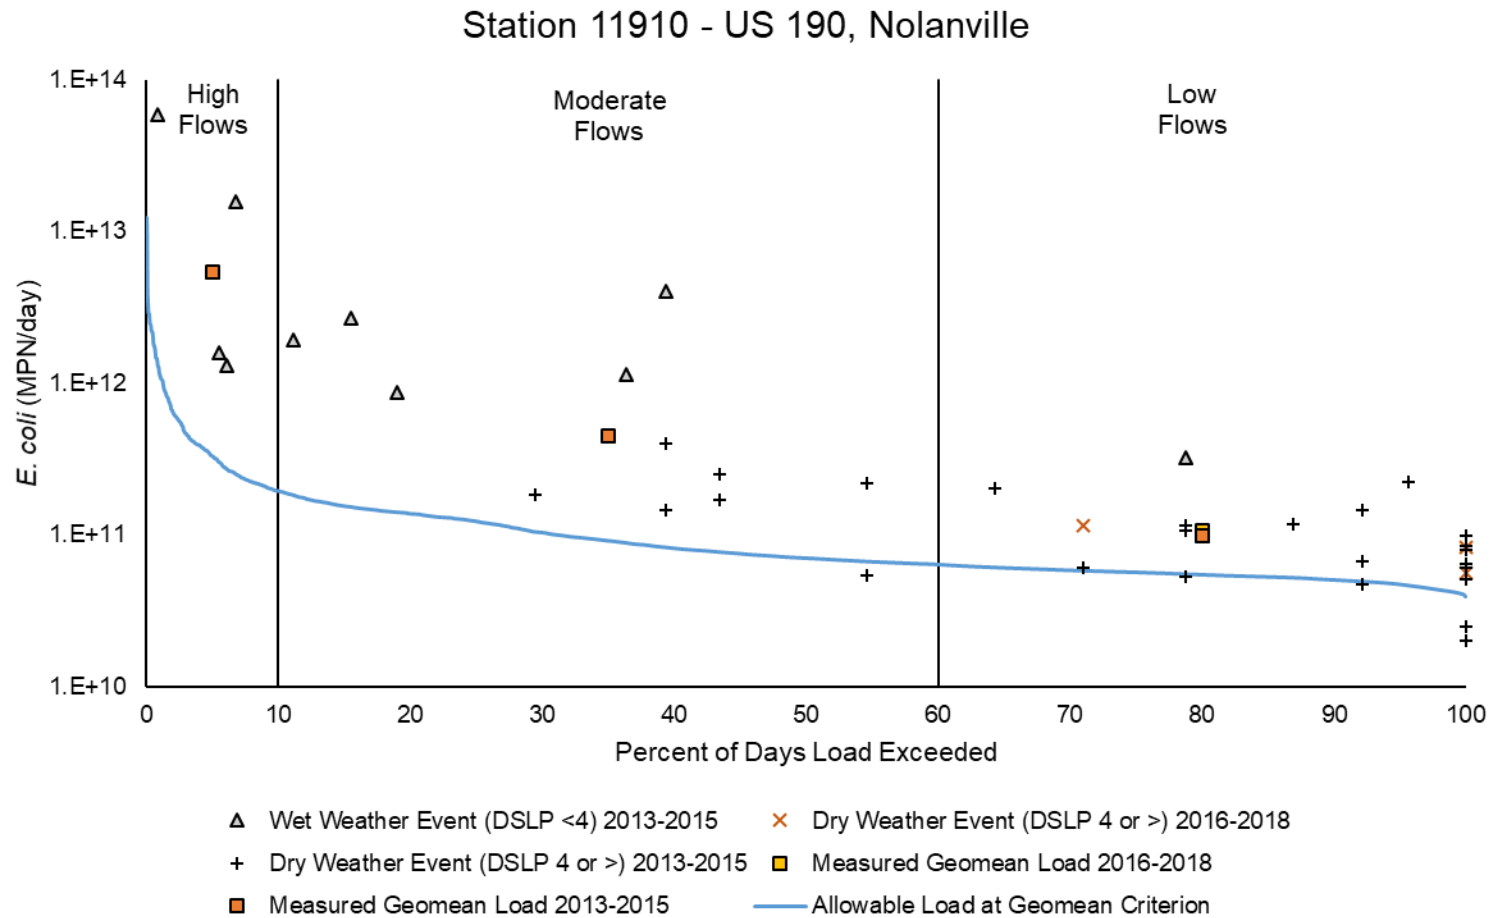 Station 11910 - US 190, Nolanville
1.E+14
1.E+13
1.E+12
1.E+11
1.E+10
E. coli (MPN/day)
High
Flows
Moderate
Flows
Low
Flows
0 10 20 30 40 50 60 70 80 90 100
Percent of Days Load Exceeded
Wet Weather Event (DSLP <4) 2013-2015
Dry Weather Event (DSLP 4 or >) 2016-2018
Dry Weather Event (DSLP 4 or >) 2013-2015
Measured Geomean Load 2016-2018
Measured Geomean Load 2013-2015
Allowable Load at Geomean Criterion